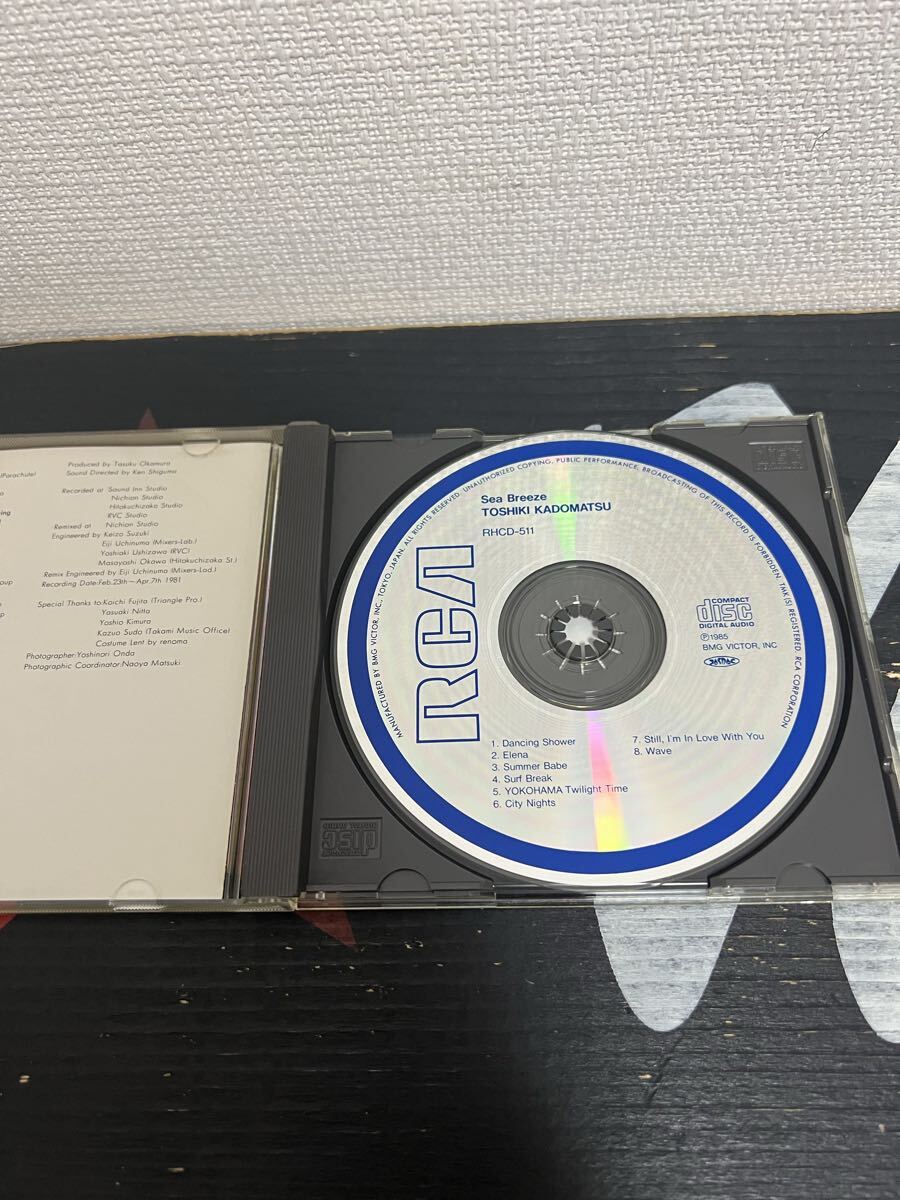 Produced by Tasuku Okamura
Sound Directed by Ken Shiguma
Recorded at Sound Inn Studio
Nichion Studio
Hitokuchizaka Studio
RVC Studio
Remixed at Nichion Studio
Engineered by Keizo Suzuki
Eiji Uchinuma (Mixers-Lab.)
Yoshiaki Ushizawa (RVC)
Masayoshi Okawa (Hitokuchizaka St.)
Remix Engineered by Eiji Uchinuma (Mixers-Lad.)
Recording Date:Feb.23th~Apr.7th 1981
Special Thanks to:Koichi Fujita (Triangle Pro.)
Yasuaki Nitta
Yoshio Kimura
Kazuo Sudo (Takami Music Office)
Costume Lent by renoma
Photographer:Yoshinori Onda
Photographic Coordinator:Naoya Matsuki
MANUFACTURED BY BMG VICTOR, INC., TOKYO, JAPAN. ALL RIGHTS RESERVED. UNAUTHORIZED COPYING, PUBLIC PERFORMANCE, BROADCASTING OF THIS RECORD IS FORBIDDEN. TMK(S) REGISTERED. RCA CORPORATION
Sea Breeze
TOSHIKI KADOMATSU
RHCD-511
RCA
COMPACT
disc
DIGITAL AUDIO
Ⓟ1985
BMG VICTOR, INC
1. Dancing Shower
2. Elena
3. Summer Babe
4. Surf Break
5. YOKOHAMA Twilight Time
6. City Nights
7. Still, I'm In Love With You
8. Wave